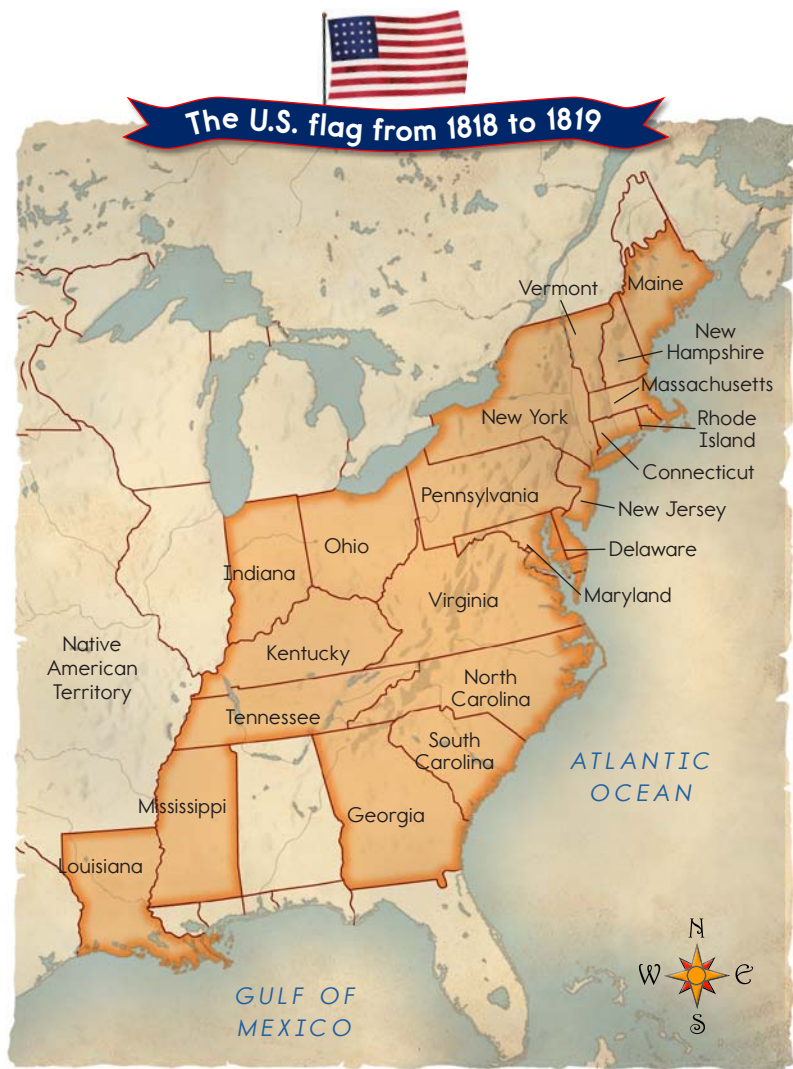 The U.S. flag from 1818 to 1819
Maine
Vermont
New
Hampshire
Massachusetts
New York
Rhode
Island
Connecticut
Pennsylvania
New Jersey
Ohio
Delaware
Indiana
Maryland
Virginia
Native
American
Territory
Kentucky
North
Carolina
Tennessee
South
Carolina
ATLANTIC
OCEAN
Mississippi
Georgia
Louisiana
N
W E
S
GULF OF
MEXICO